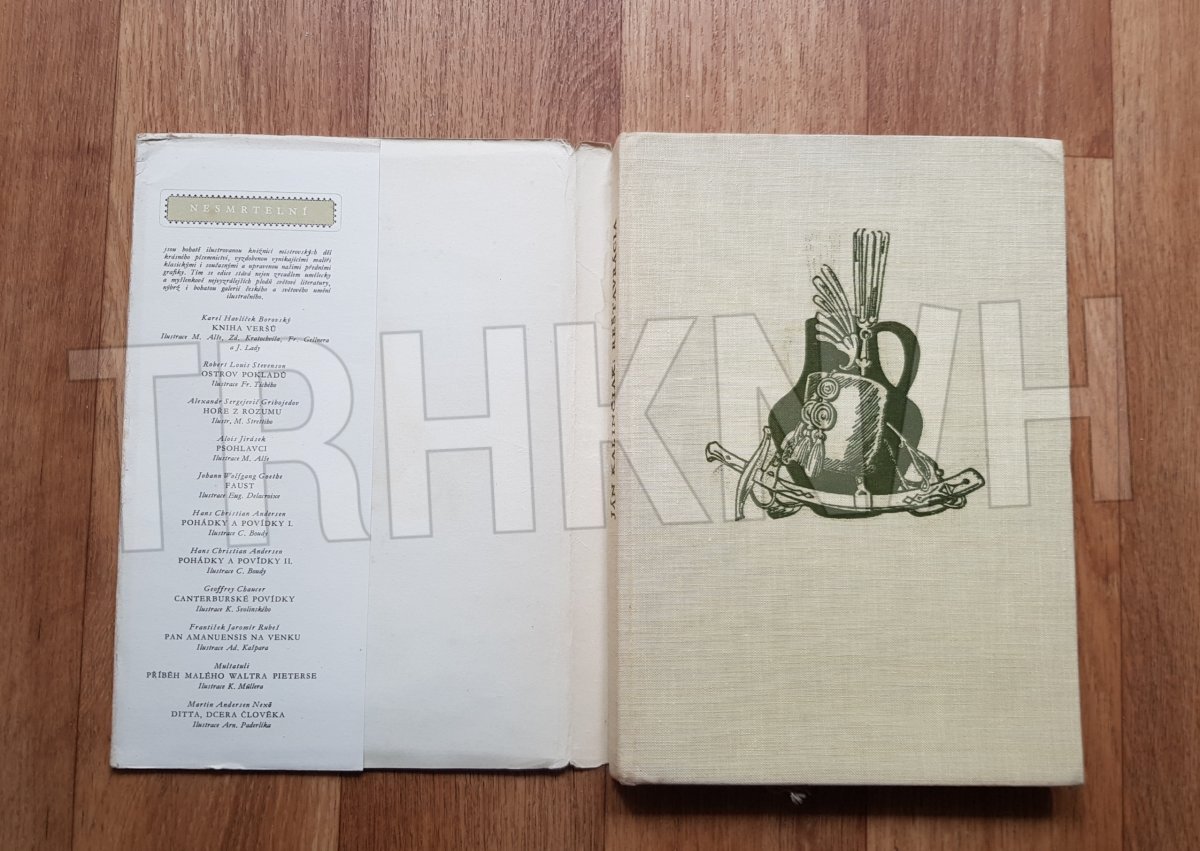 NESMRTELNÍ
jsou bohatě ilustrovanou knižnicí mistrovských děl
krásného písemnictví, vyzdobenou vynikajícími malíři
klasickými i současnými a upravenou našimi předními
grafiky. Tím se edice stává nejen zrcadlem umělecky
a myšlenkově nejvyzrálejších plodů světové literatury,
nýbrž i bohatou galerií českého a světového umění
ilustračního.
Karel Havlíček Borovský
KNIHA VERŠŮ
Ilustrace M. Alše, Zd. Kratochvíla, Fr. Gellnera
a J. Lady
Robert Louis Stevenson
OSTROV POKLADŮ
Ilustrace Fr. Tichého
Alexandr Sergejevič Gribojedov
HOŘE Z ROZUMU
Ilustr. M. Strettiho
Alois Jirásek
PSOHLAVCI
Ilustrace M. Alše
Johann Wolfgang Goethe
FAUST
Ilustrace Eug. Delacroixe
Hans Christian Andersen
POHÁDKY A POVÍDKY I.
Ilustrace C. Boudy
Hans Christian Andersen
POHÁDKY A POVÍDKY II.
Ilustrace C. Boudy
Geoffrey Chaucer
CANTERBURSKÉ POVÍDKY
Ilustrace K. Svolinského
František Jaromír Rubeš
PAN AMANUENSIS NA VENKU
Ilustrace Ad. Kašpara
Multatuli
PŘÍBĚH MALÉHO WALTRA PIETERSE
Ilustrace K. Müllera
Martin Andersen Nexö
DITTA, DCERA ČLOVĚKA
Ilustrace Arn. Paderlíka
JÁN KALINČIAK: RESTAVRÁCIA
TRHKNIH